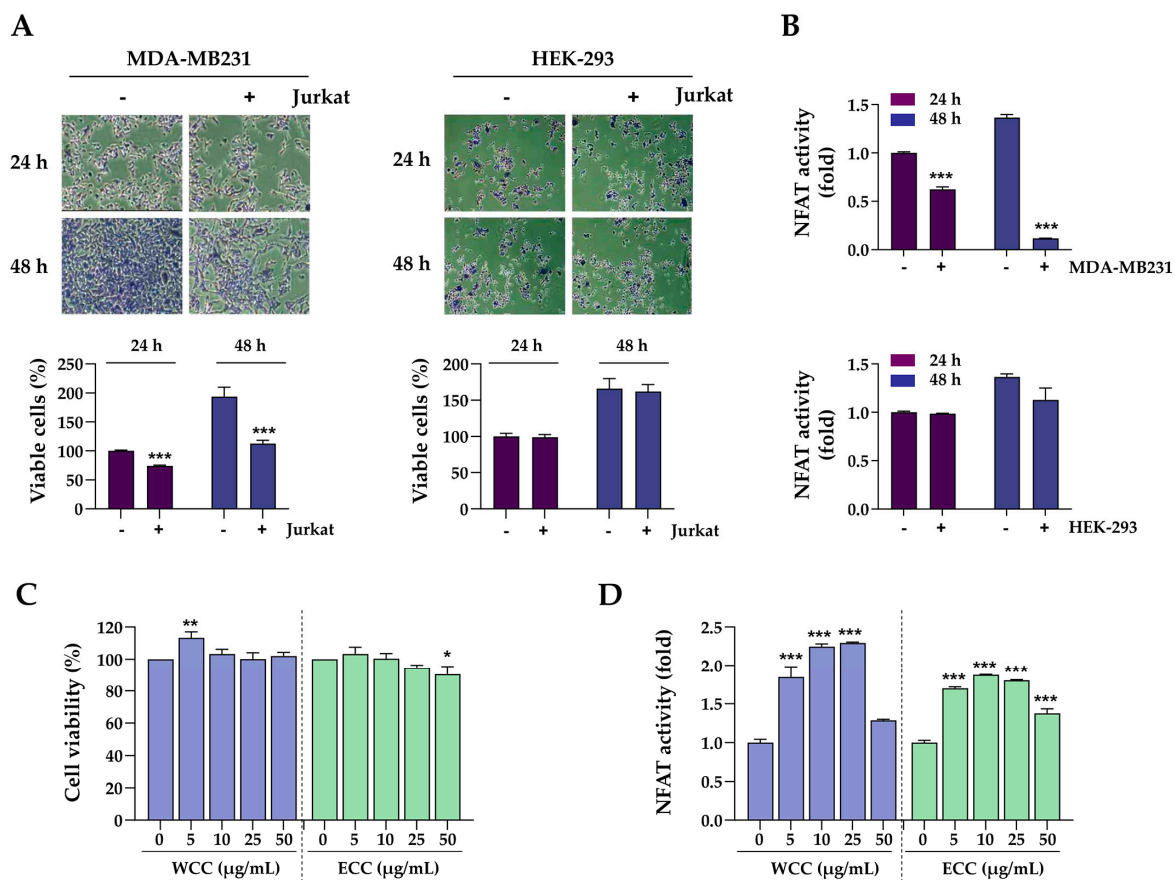 A
MDA-MB231
- + Jurkat
24 h
48 h
24 h 48 h
Viable cells (%)
250
200
150
100
50
0
*** ***
- + - + Jurkat
HEK-293
- + Jurkat
24 h
48 h
24 h 48 h
Viable cells (%)
250
200
150
100
50
0
- + - + Jurkat
B
24 h
48 h
NFAT activity
(fold)
1.5
1.0
0.5
0.0
*** ***
- + - + MDA-MB231
24 h
48 h
NFAT activity
(fold)
1.5
1.0
1.5
0.0
- + - + HEK-293
C
Cell viability (%)
120
100
80
60
40
20
0
** *
0 5 10 25 50 0 5 10 25 50
WCC (µg/mL) ECC (µg/mL)
D
NFAT activity (fold)
2.5
2.0
1.5
1.0
0.5
0.0
*** *** *** *** *** *** ***
0 5 10 25 50 0 5 10 25 50
WCC (µg/mL) ECC (µg/mL)